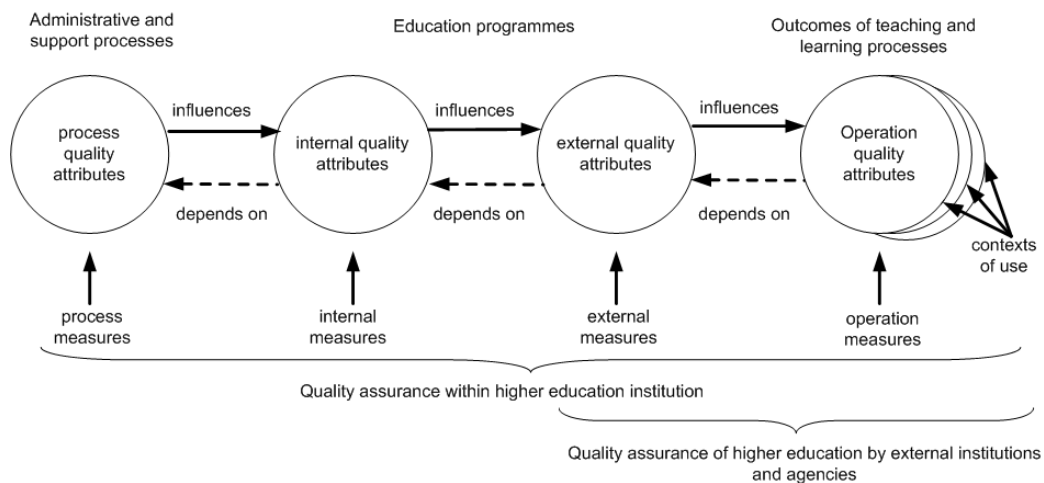 Administrative and
support processes
Education programmes
Outcomes of teaching and
learning processes
process
quality
attributes
influences
depends on
internal quality
attributes
influences
depends on
external quality
attributes
influences
depends on
Operation
quality
attributes
contexts
of use
process
measures
internal
measures
external
measures
operation
measures
Quality assurance within higher education institution
Quality assurance of higher education by external institutions
and agencies